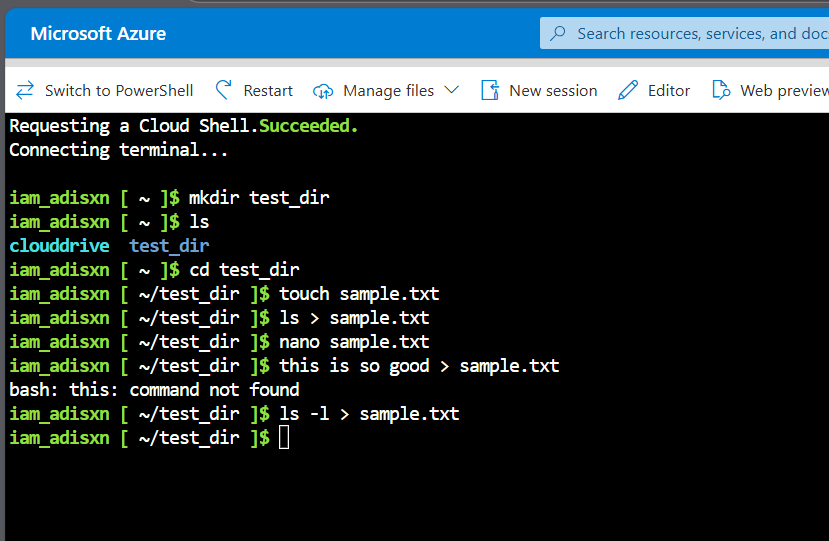 Microsoft Azure
Search resources, services, and doc
Switch to PowerShell Restart Manage files New session Editor Web preview
Requesting a Cloud Shell.Succeeded.
Connecting terminal...
iam_adisxn [ ~ ]$ mkdir test_dir
iam_adisxn [ ~ ]$ ls
clouddrive  test_dir
iam_adisxn [ ~ ]$ cd test_dir
iam_adisxn [ ~/test_dir ]$ touch sample.txt
iam_adisxn [ ~/test_dir ]$ ls > sample.txt
iam_adisxn [ ~/test_dir ]$ nano sample.txt
iam_adisxn [ ~/test_dir ]$ this is so good > sample.txt
bash: this: command not found
iam_adisxn [ ~/test_dir ]$ ls -l > sample.txt
iam_adisxn [ ~/test_dir ]$